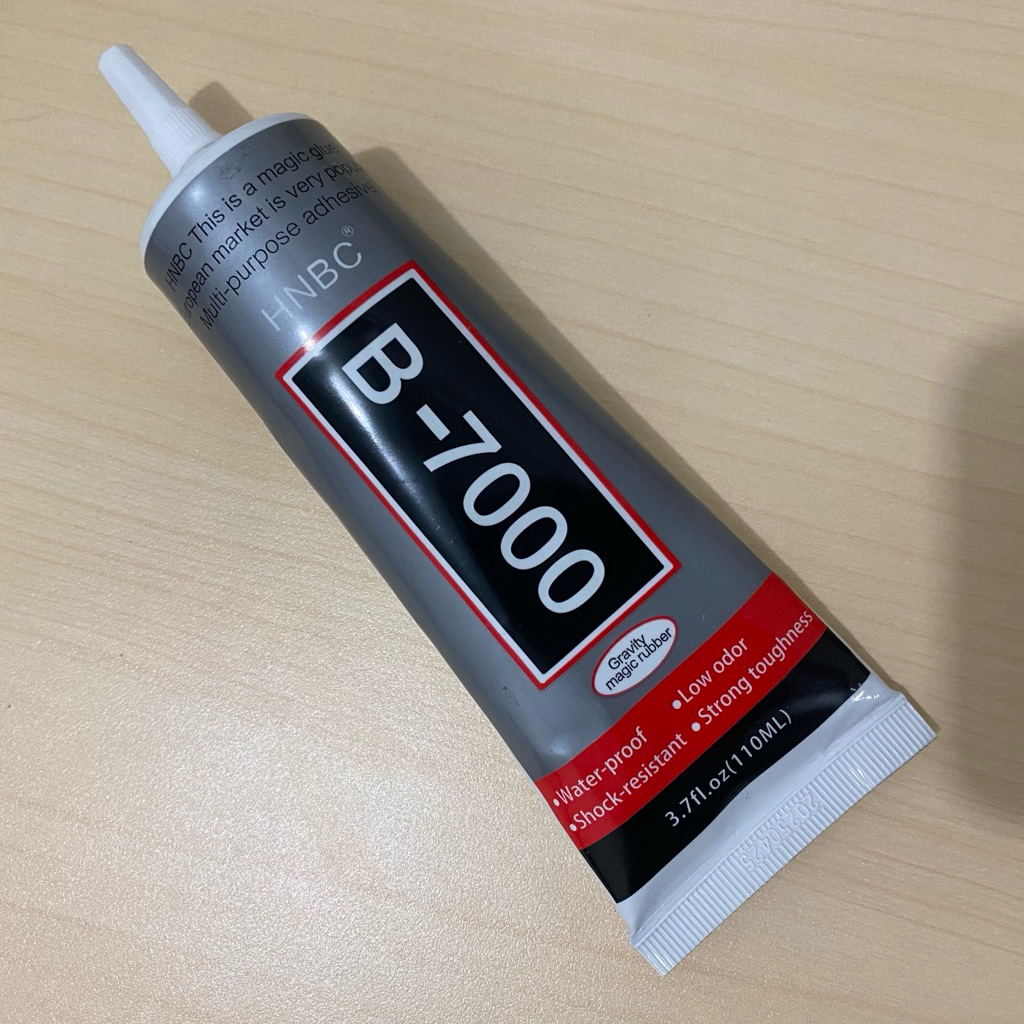 HNBC This is a magic glue
European market is very
Multi-purpose adhesive
HNBC®
B-7000
Gravity
magic rubber
•Water-proof •Low odor
•Shock-resistant •Strong toughness
3.7fl.oz(110ML)
20250425